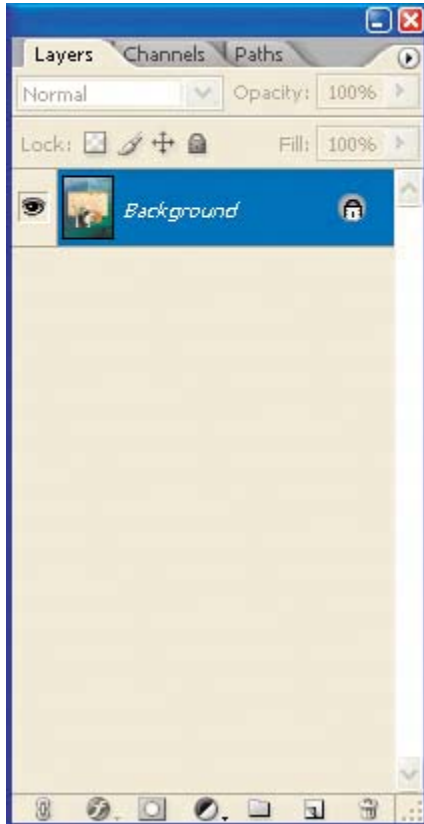 Layers Channels Paths
Normal Opacity: 100%
Lock: Fill: 100%
Background